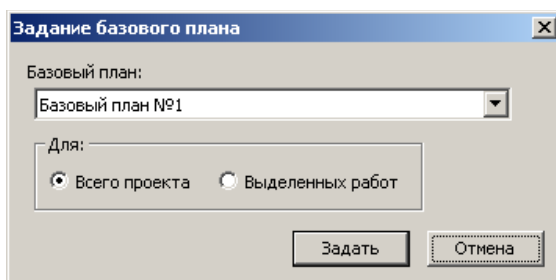 Задание базового плана
Базовый план:
Базовый план №1
Для:
Всего проекта Выделенных работ
Задать Отмена